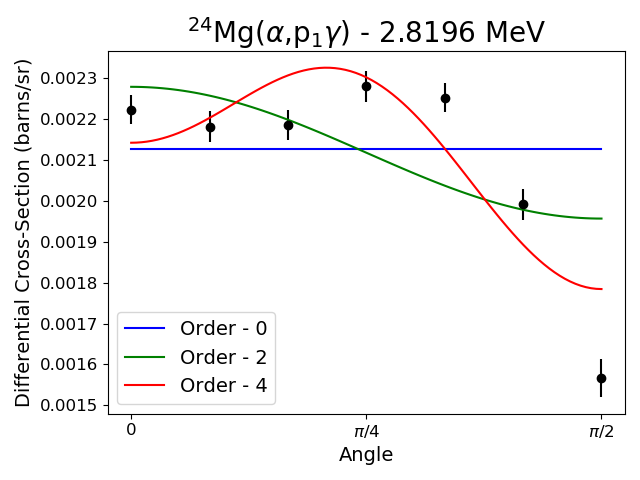 ²⁴Mg(α,p₁γ) - 2.8196 MeV
Differential Cross-Section (barns/sr)
0.0023
0.0022
0.0021
0.0020
0.0019
0.0018
0.0017
0.0016
0.0015
Order - 0
Order - 2
Order - 4
0 π/4 π/2
Angle